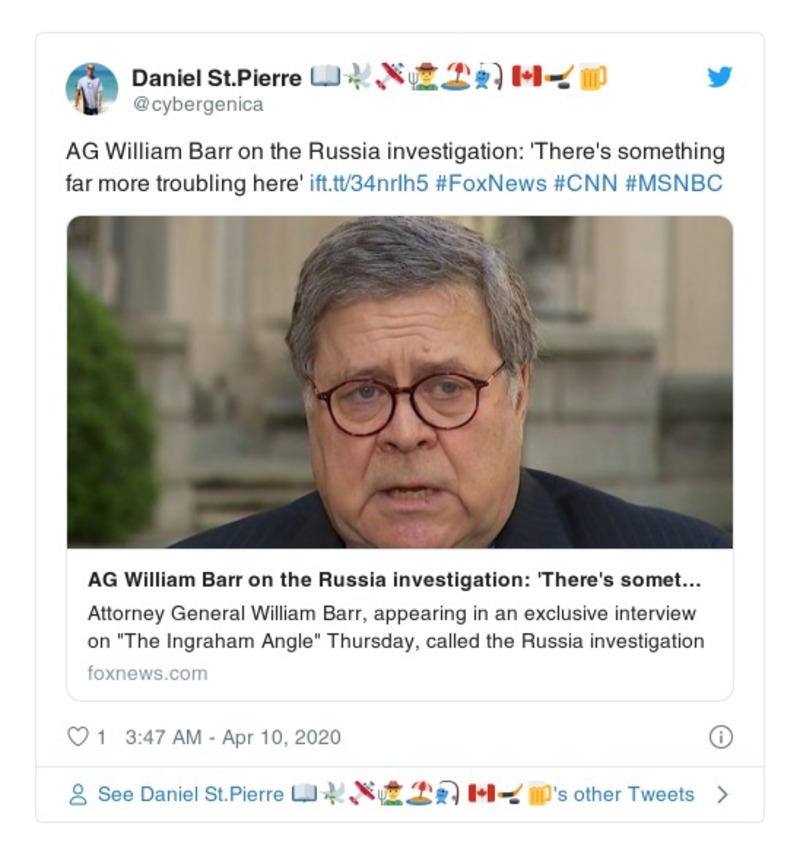 Daniel St.Pierre 📖🕊🎣👨‍🌾🏖🎣 🇨🇦🏒🍺
@cybergenica
AG William Barr on the Russia investigation: 'There's something
far more troubling here' ift.tt/34nrlh5 #FoxNews #CNN #MSNBC
AG William Barr on the Russia investigation: 'There's somet...
Attorney General William Barr, appearing in an exclusive interview
on "The Ingraham Angle" Thursday, called the Russia investigation
foxnews.com
1 3:47 AM - Apr 10, 2020
See Daniel St.Pierre 's other Tweets